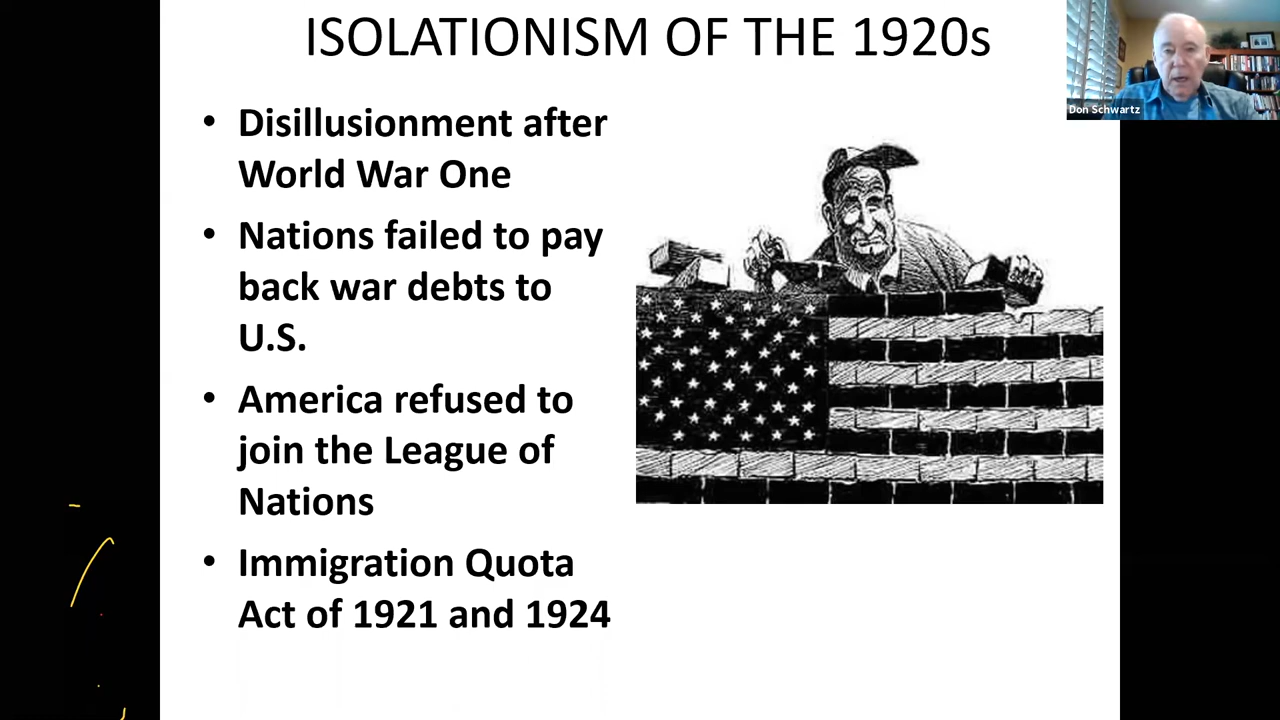 ISOLATIONISM OF THE 1920s
Don Schwartz
• Disillusionment after
World War One
• Nations failed to pay
back war debts to
U.S.
• America refused to
join the League of
Nations
• Immigration Quota
Act of 1921 and 1924